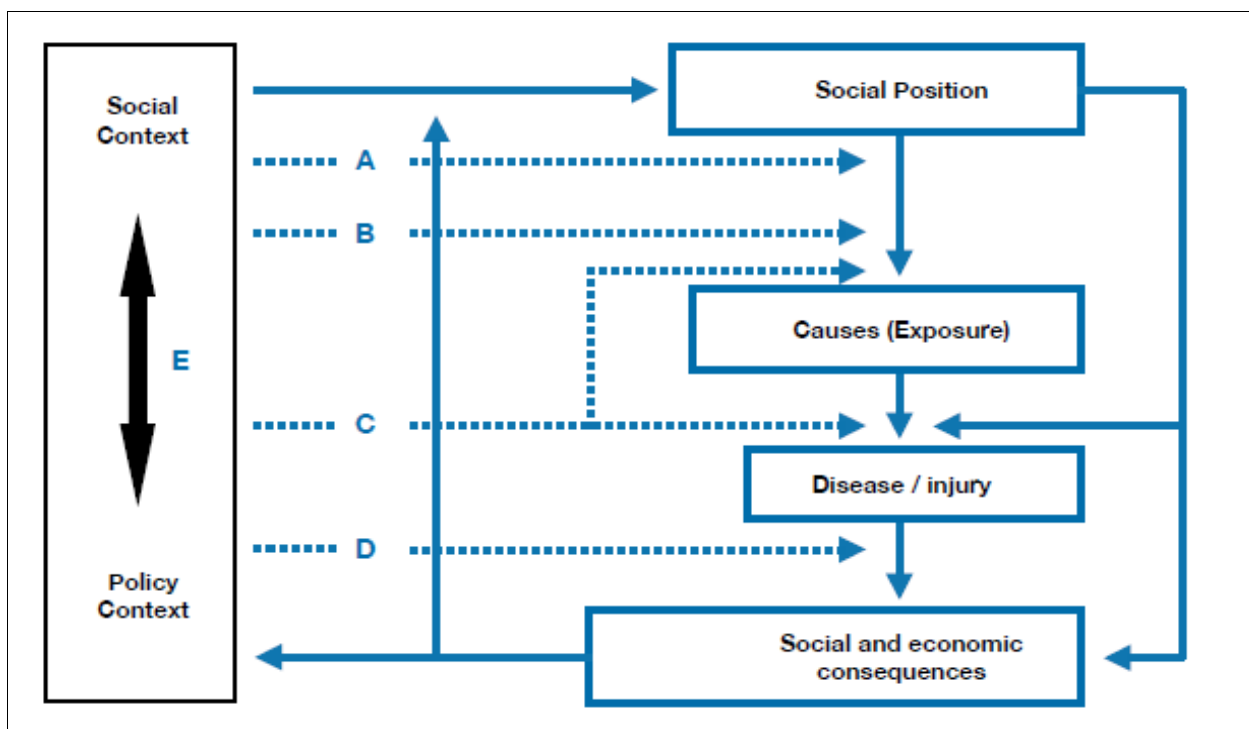 Social
Context
Social Position
A
B
Causes (Exposure)
E
C
Disease / injury
D
Policy
Context
Social and economic
consequences